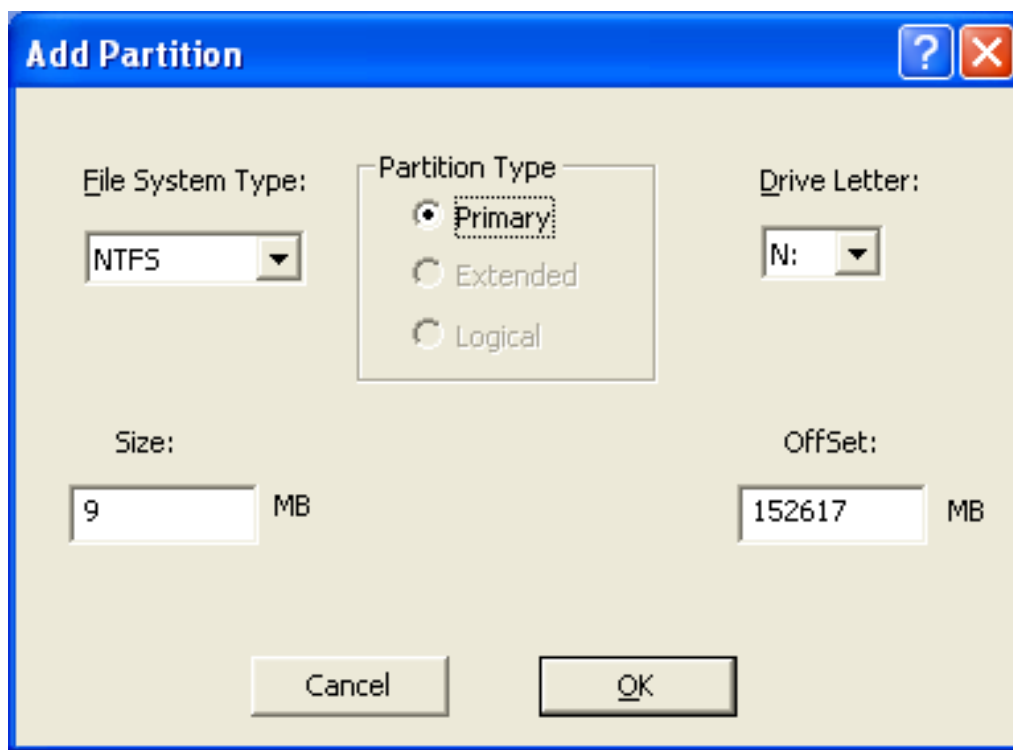 Add Partition
?
File System Type:
Partition Type
Drive Letter:
NTFS
Primary
N:
Extended
Logical
Size:
OffSet:
9 MB
152617 MB
Cancel
OK